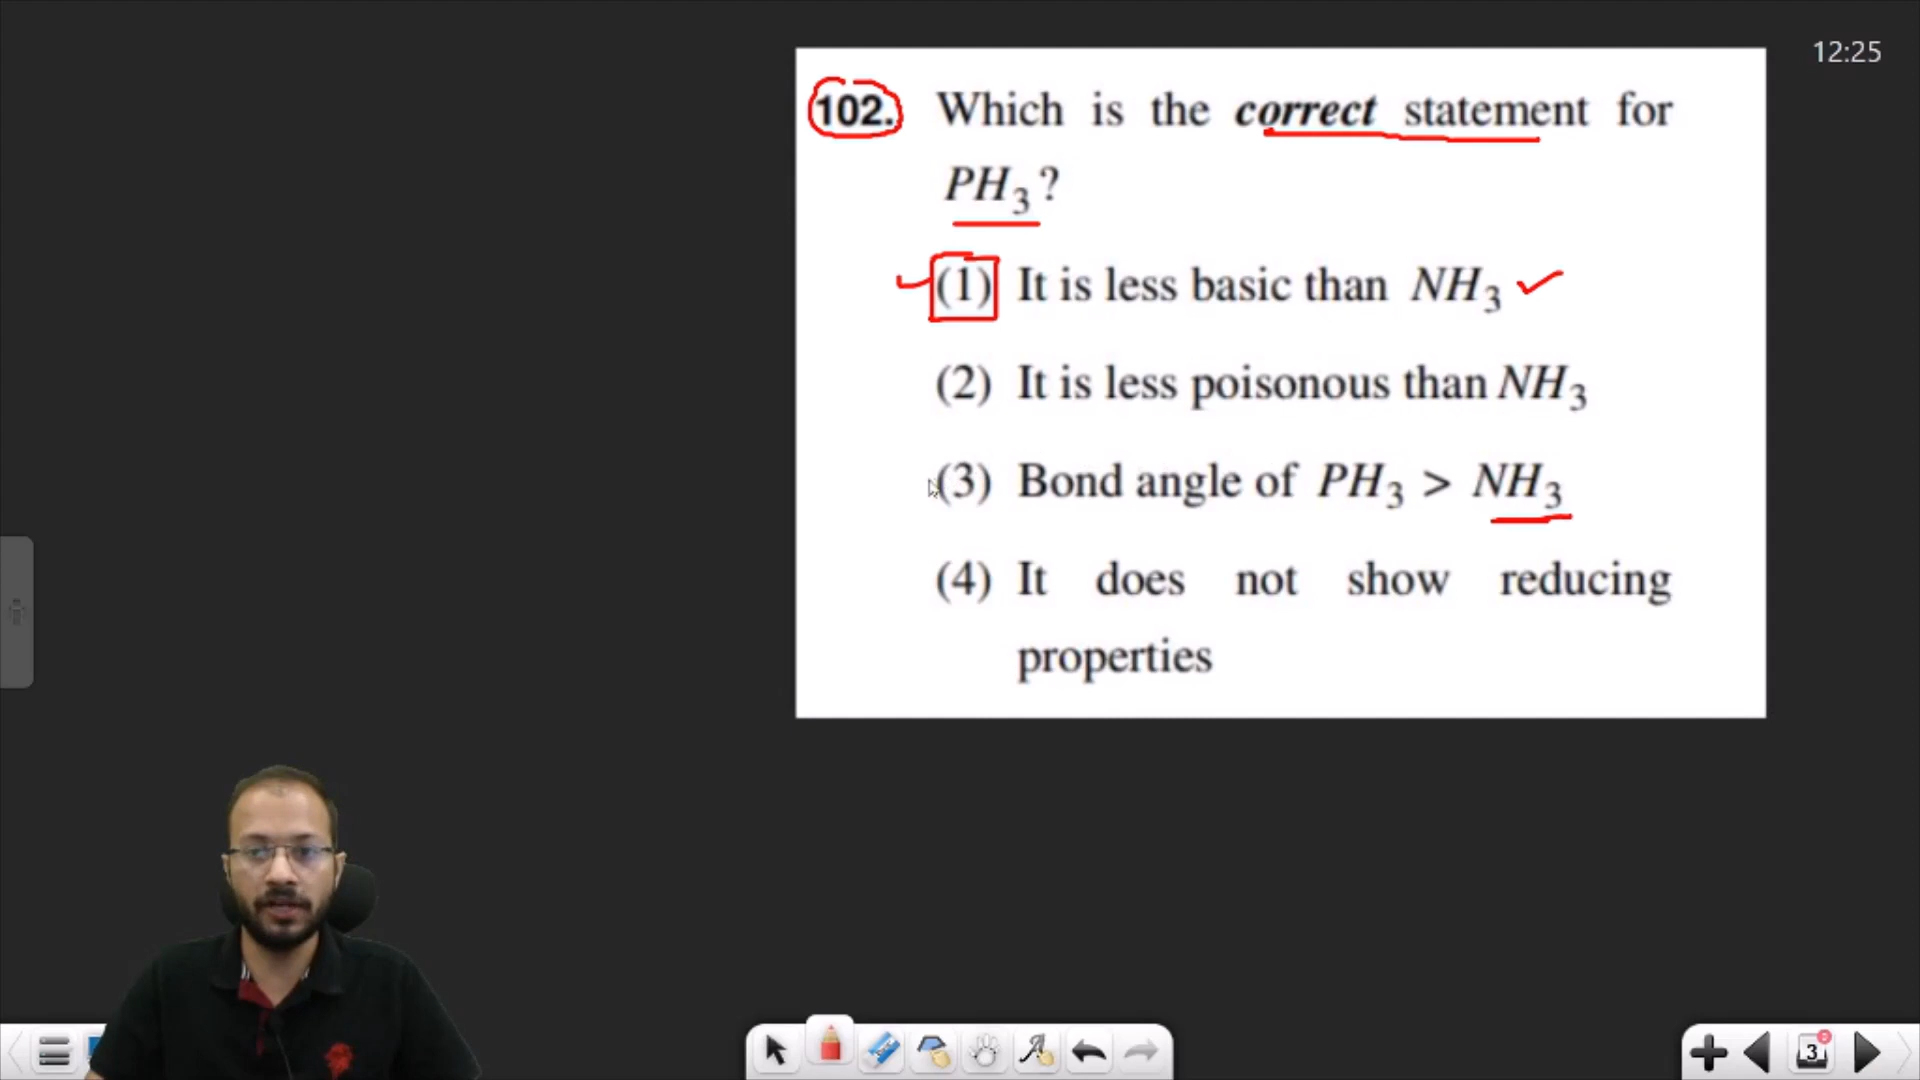 12:25
102. Which is the correct statement for
PH₃?
(1) It is less basic than NH₃
(2) It is less poisonous than NH₃
(3) Bond angle of PH₃ > NH₃
(4) It does not show reducing
properties
3